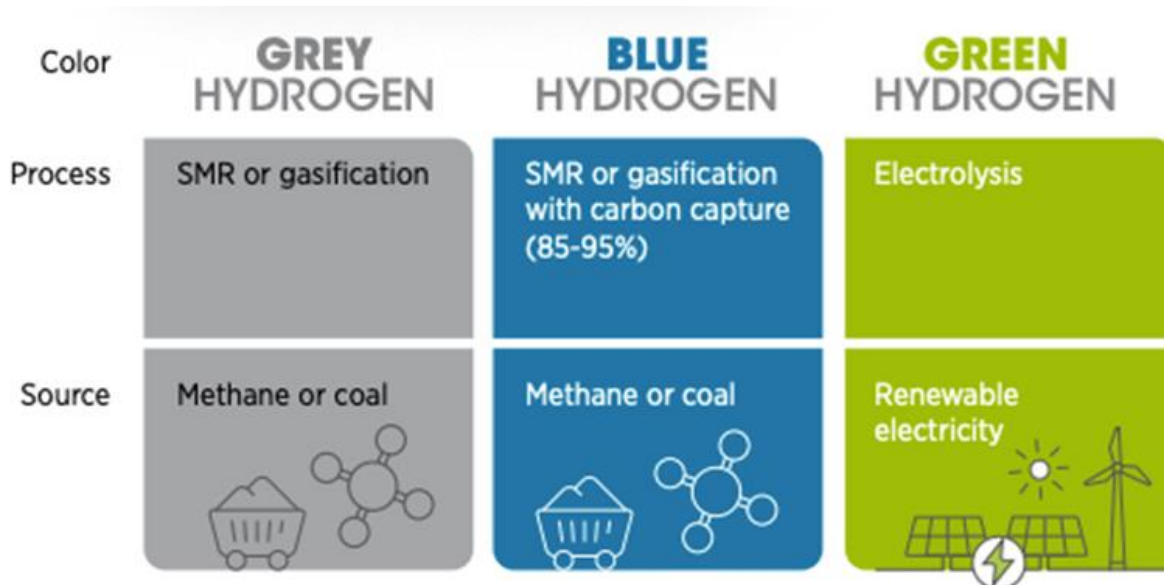 Color
GREY
HYDROGEN
BLUE
HYDROGEN
GREEN
HYDROGEN
Process
SMR or gasification
SMR or gasification
with carbon capture
(85-95%)
Electrolysis
Source
Methane or coal
Methane or coal
Renewable
electricity